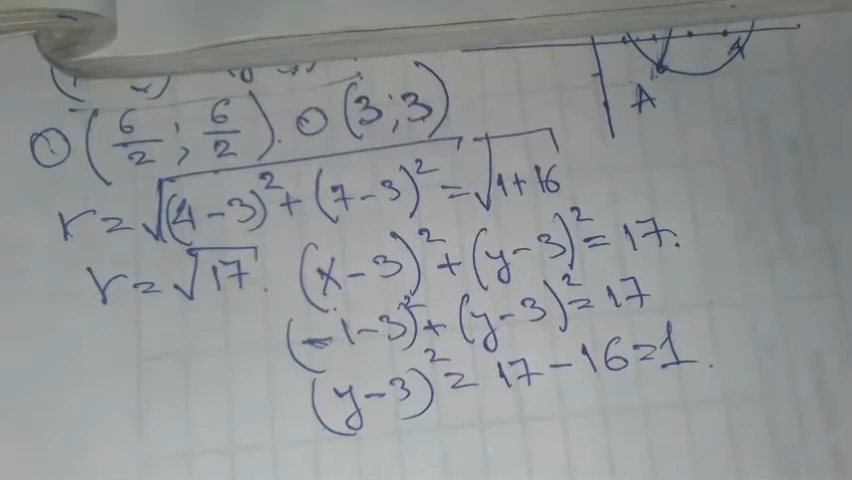 A
O(6/2; 6/2). O(3;3)
r=√(4-3)²+(7-3)²=√1+16
r=√17. (x-3)²+(y-3)²=17.
(-1-3)²+(y-3)²=17
(y-3)²=17-16=1.